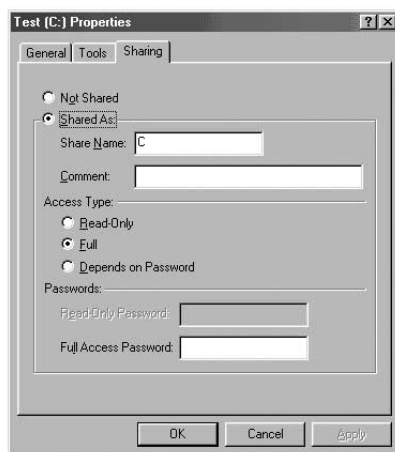 Test (C:) Properties
General Tools Sharing
Not Shared
Shared As:
Share Name: C
Comment:
Access Type:
Read-Only
Full
Depends on Password
Passwords:
Read-Only Password:
Full Access Password:
OK Cancel Apply